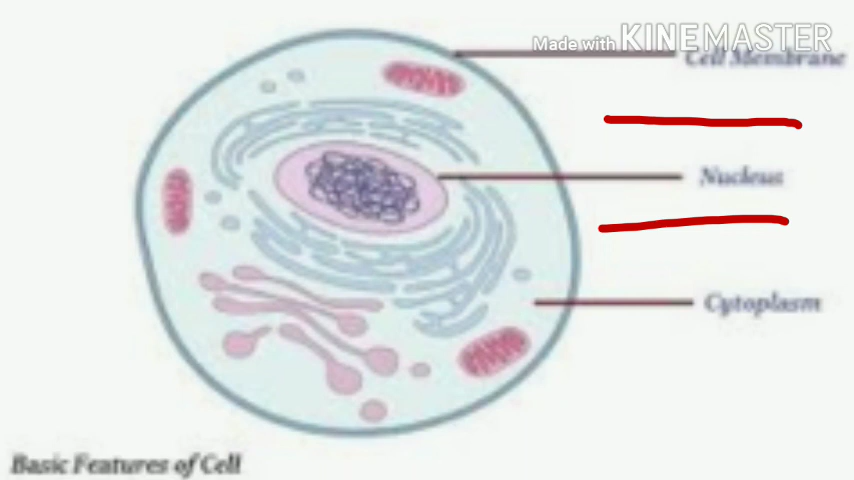 Made with KINEMASTER
Cell Membrane
Nucleus
Cytoplasm
Basic Features of Cell